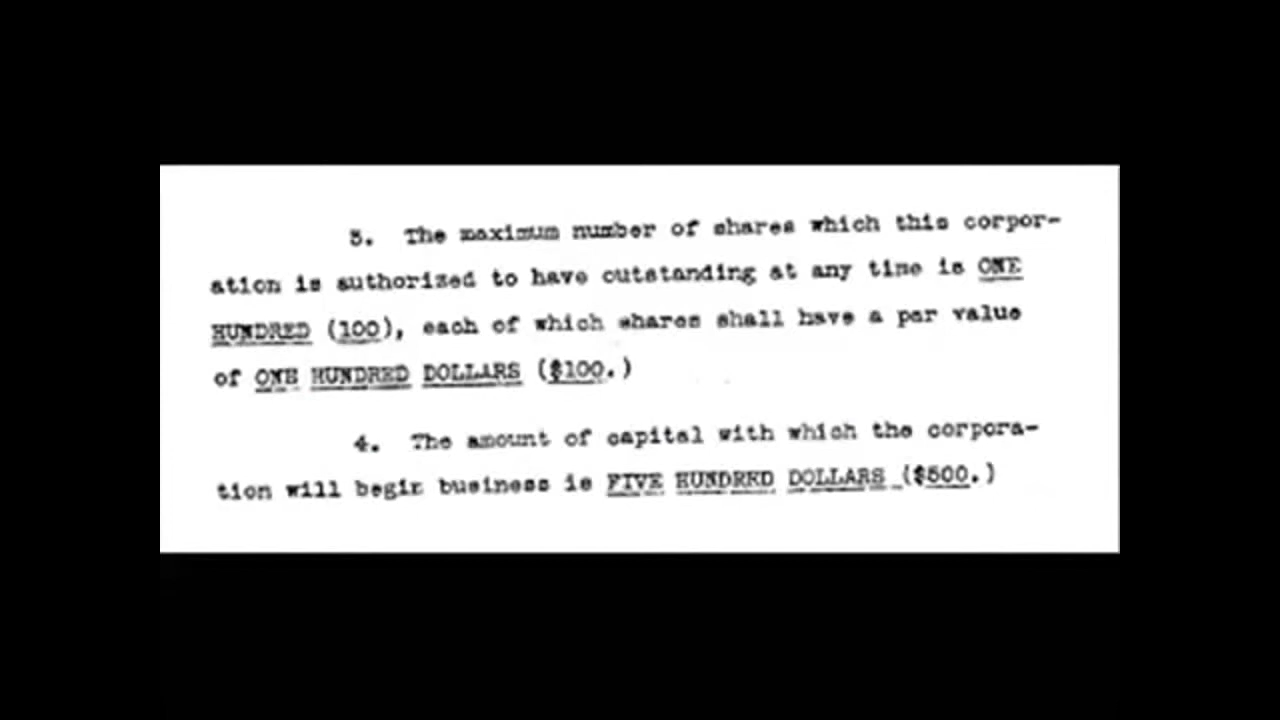 3. The maximum number of shares which this corpor-
ation is authorized to have outstanding at any time is ONE
HUNDRED (100), each of which shares shall have a par value
of ONE HUNDRED DOLLARS ($100.)
4. The amount of capital with which the corpora-
tion will begin business is FIVE HUNDRED DOLLARS ($500.)